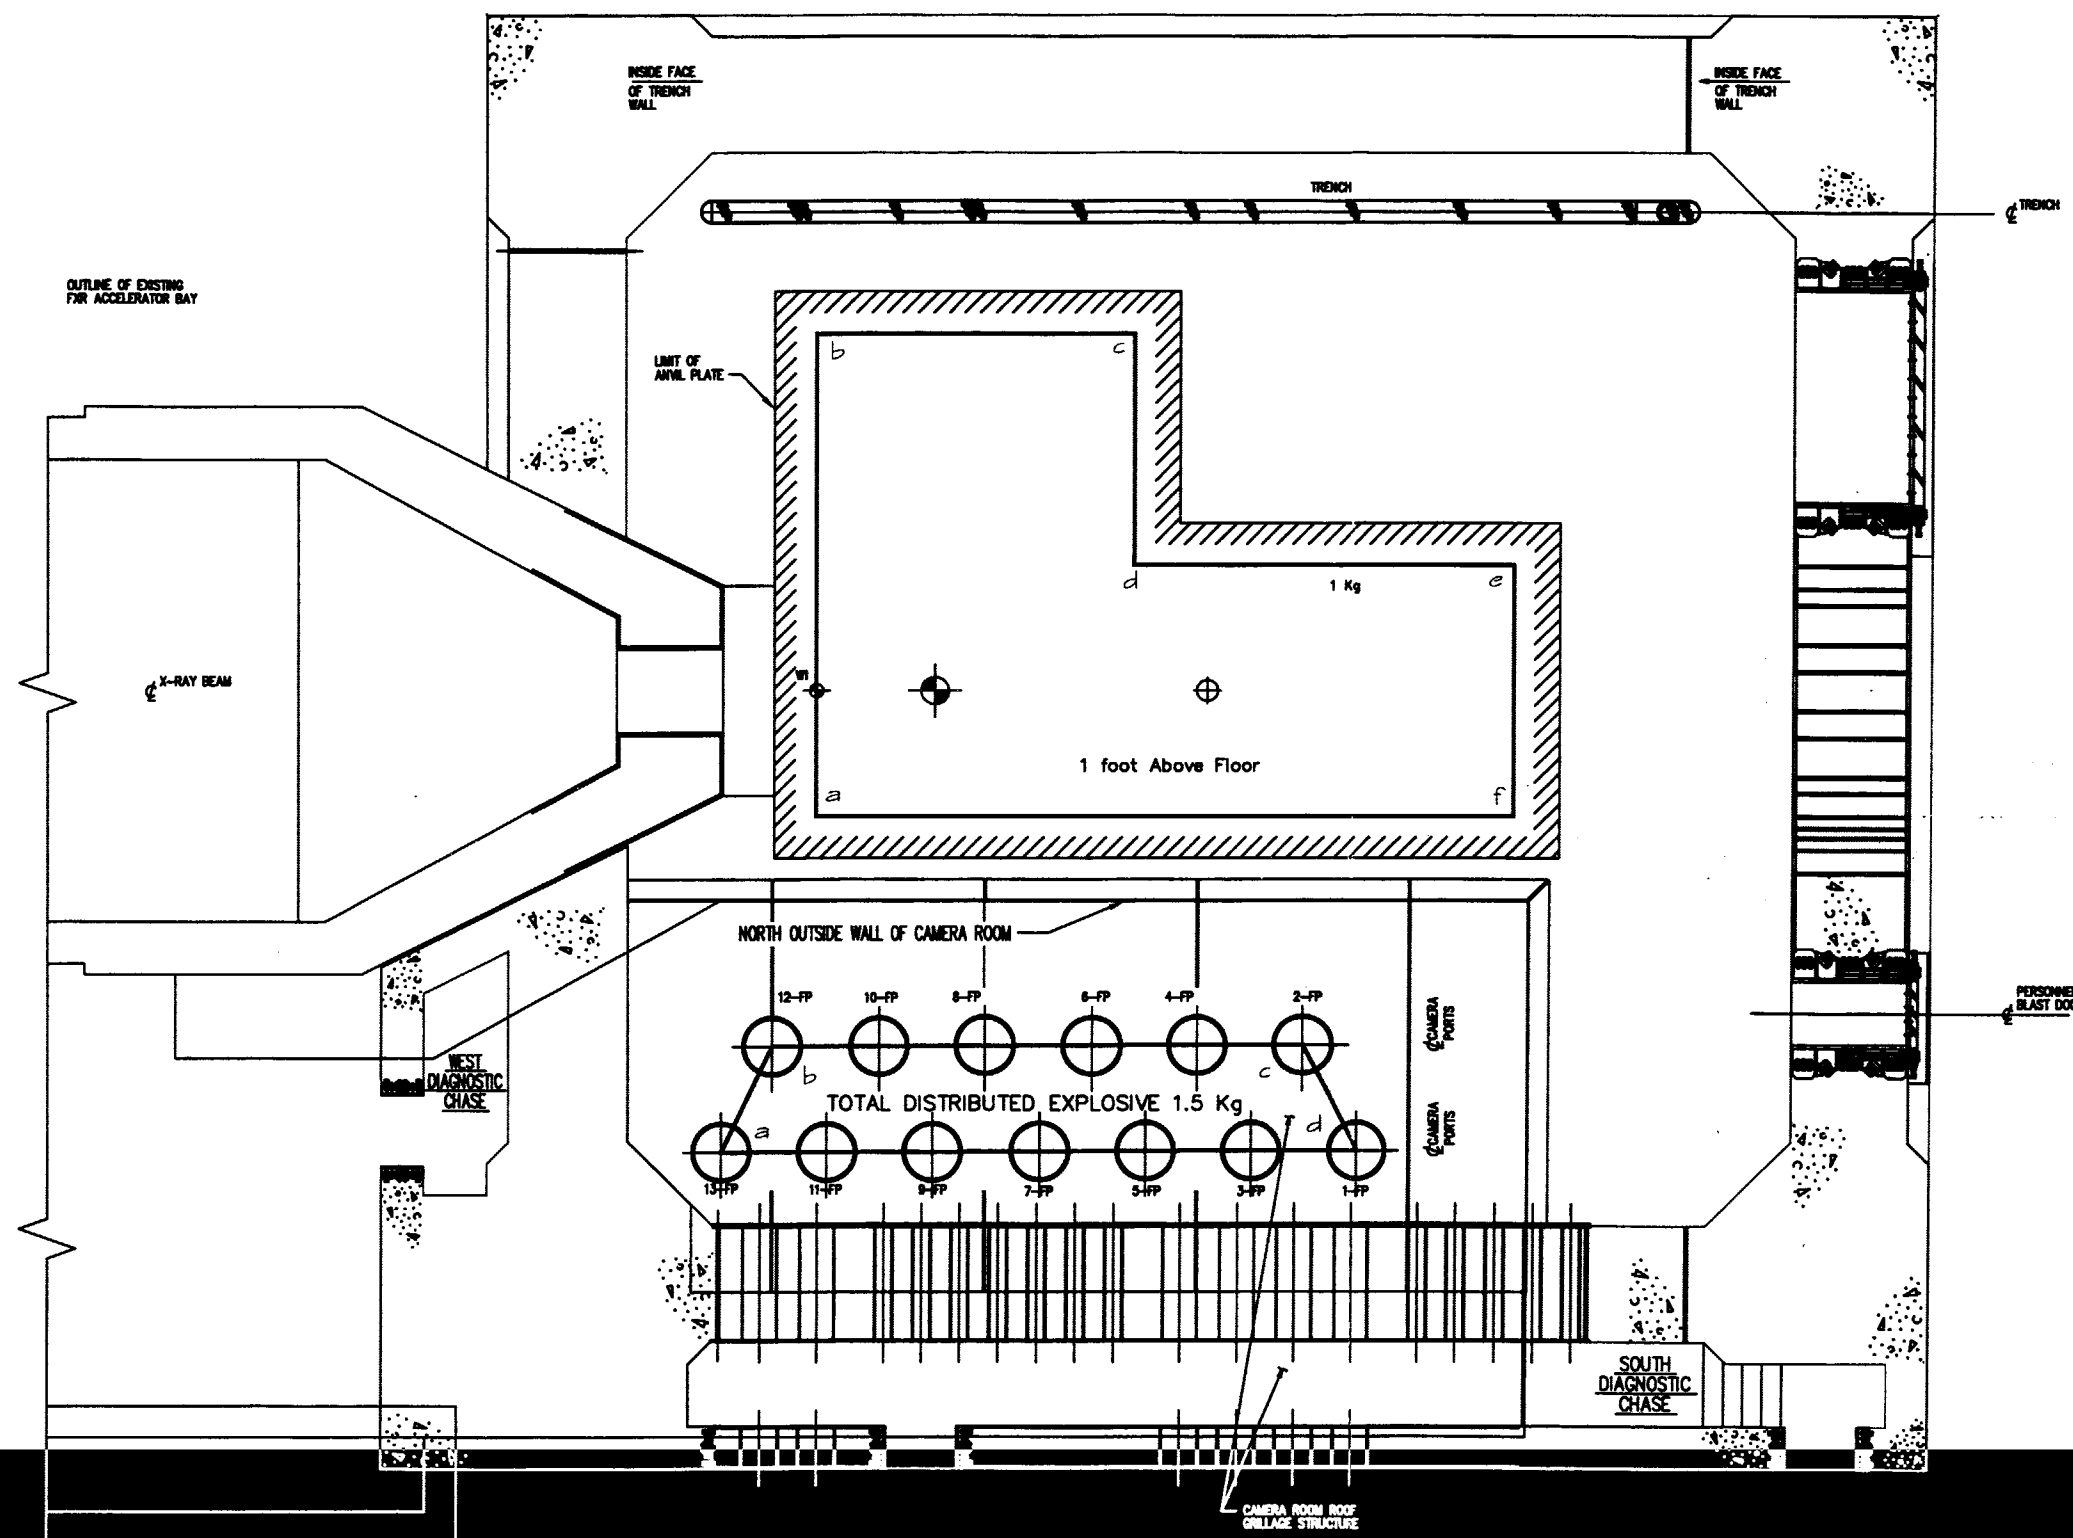 INSIDE FACE
OF TRENCH
WALL
INSIDE FACE
OF TRENCH
WALL
TRENCH
℄ TRENCH
OUTLINE OF EXISTING
FXR ACCELERATOR BAY
LIMIT OF
ANVIL PLATE
b
c
d
e
1 Kg
℄ X-RAY BEAM
1 foot Above Floor
a
f
NORTH OUTSIDE WALL OF CAMERA ROOM
12-FP
10-FP
8-FP
6-FP
4-FP
2-FP
℄ CAMERA
PORTS
PERSONNEL
BLAST DOO
℄
WEST
DIAGNOSTIC
CHASE
b
c
TOTAL DISTRIBUTED EXPLOSIVE 1.5 Kg
a
d
℄ CAMERA
PORTS
13-FP
11-FP
9-FP
7-FP
5-FP
3-FP
1-FP
SOUTH
DIAGNOSTIC
CHASE
CAMERA ROOM ROOF
GRILLAGE STRUCTURE